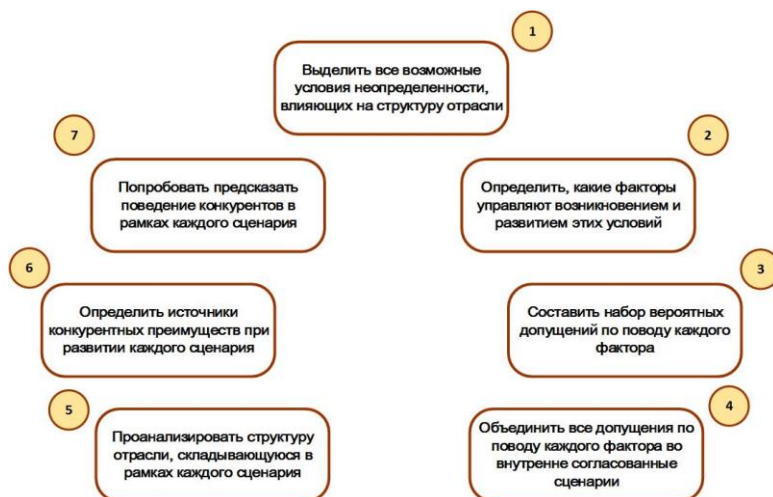 1
Выделить все возможные
условия неопределенности,
влияющих на структуру отрасли
2
Определить, какие факторы
управляют возникновением и
развитием этих условий
3
Составить набор вероятных
допущений по поводу каждого
фактора
4
Объединить все допущения по
поводу каждого фактора во
внутренне согласованные
сценарии
5
Проанализировать структуру
отрасли, складывающуюся в
рамках каждого сценария
6
Определить источники
конкурентных преимуществ при
развитии каждого сценария
7
Попробовать предсказать
поведение конкурентов в
рамках каждого сценария